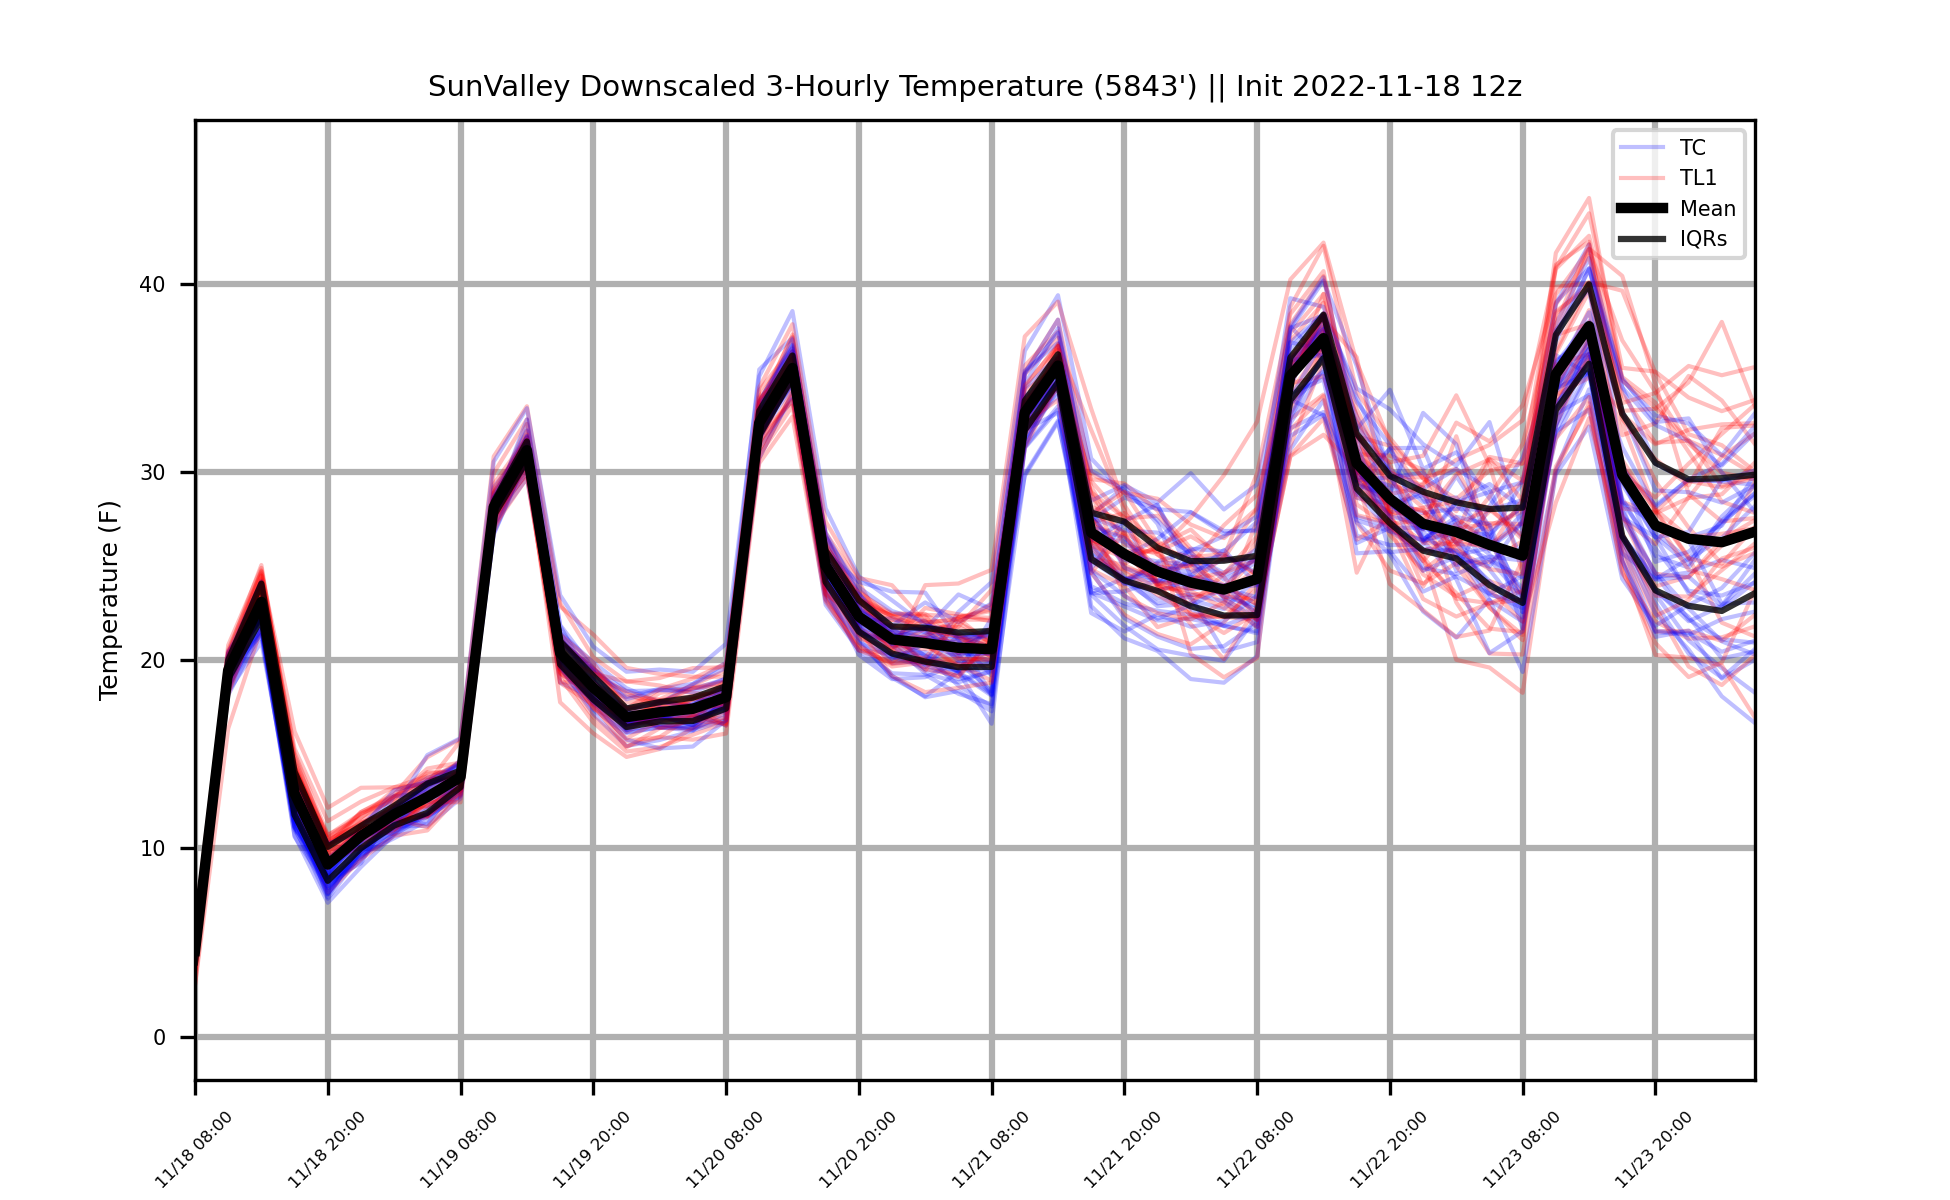 SunValley Downscaled 3-Hourly Temperature (5843') || Init 2022-11-18 12z
TC
TL1
Mean
IQRs
Temperature (F)
40
30
20
10
0
11/18 08:00
11/18 20:00
11/19 08:00
11/19 20:00
11/20 08:00
11/20 20:00
11/21 08:00
11/21 20:00
11/22 08:00
11/22 20:00
11/23 08:00
11/23 20:00